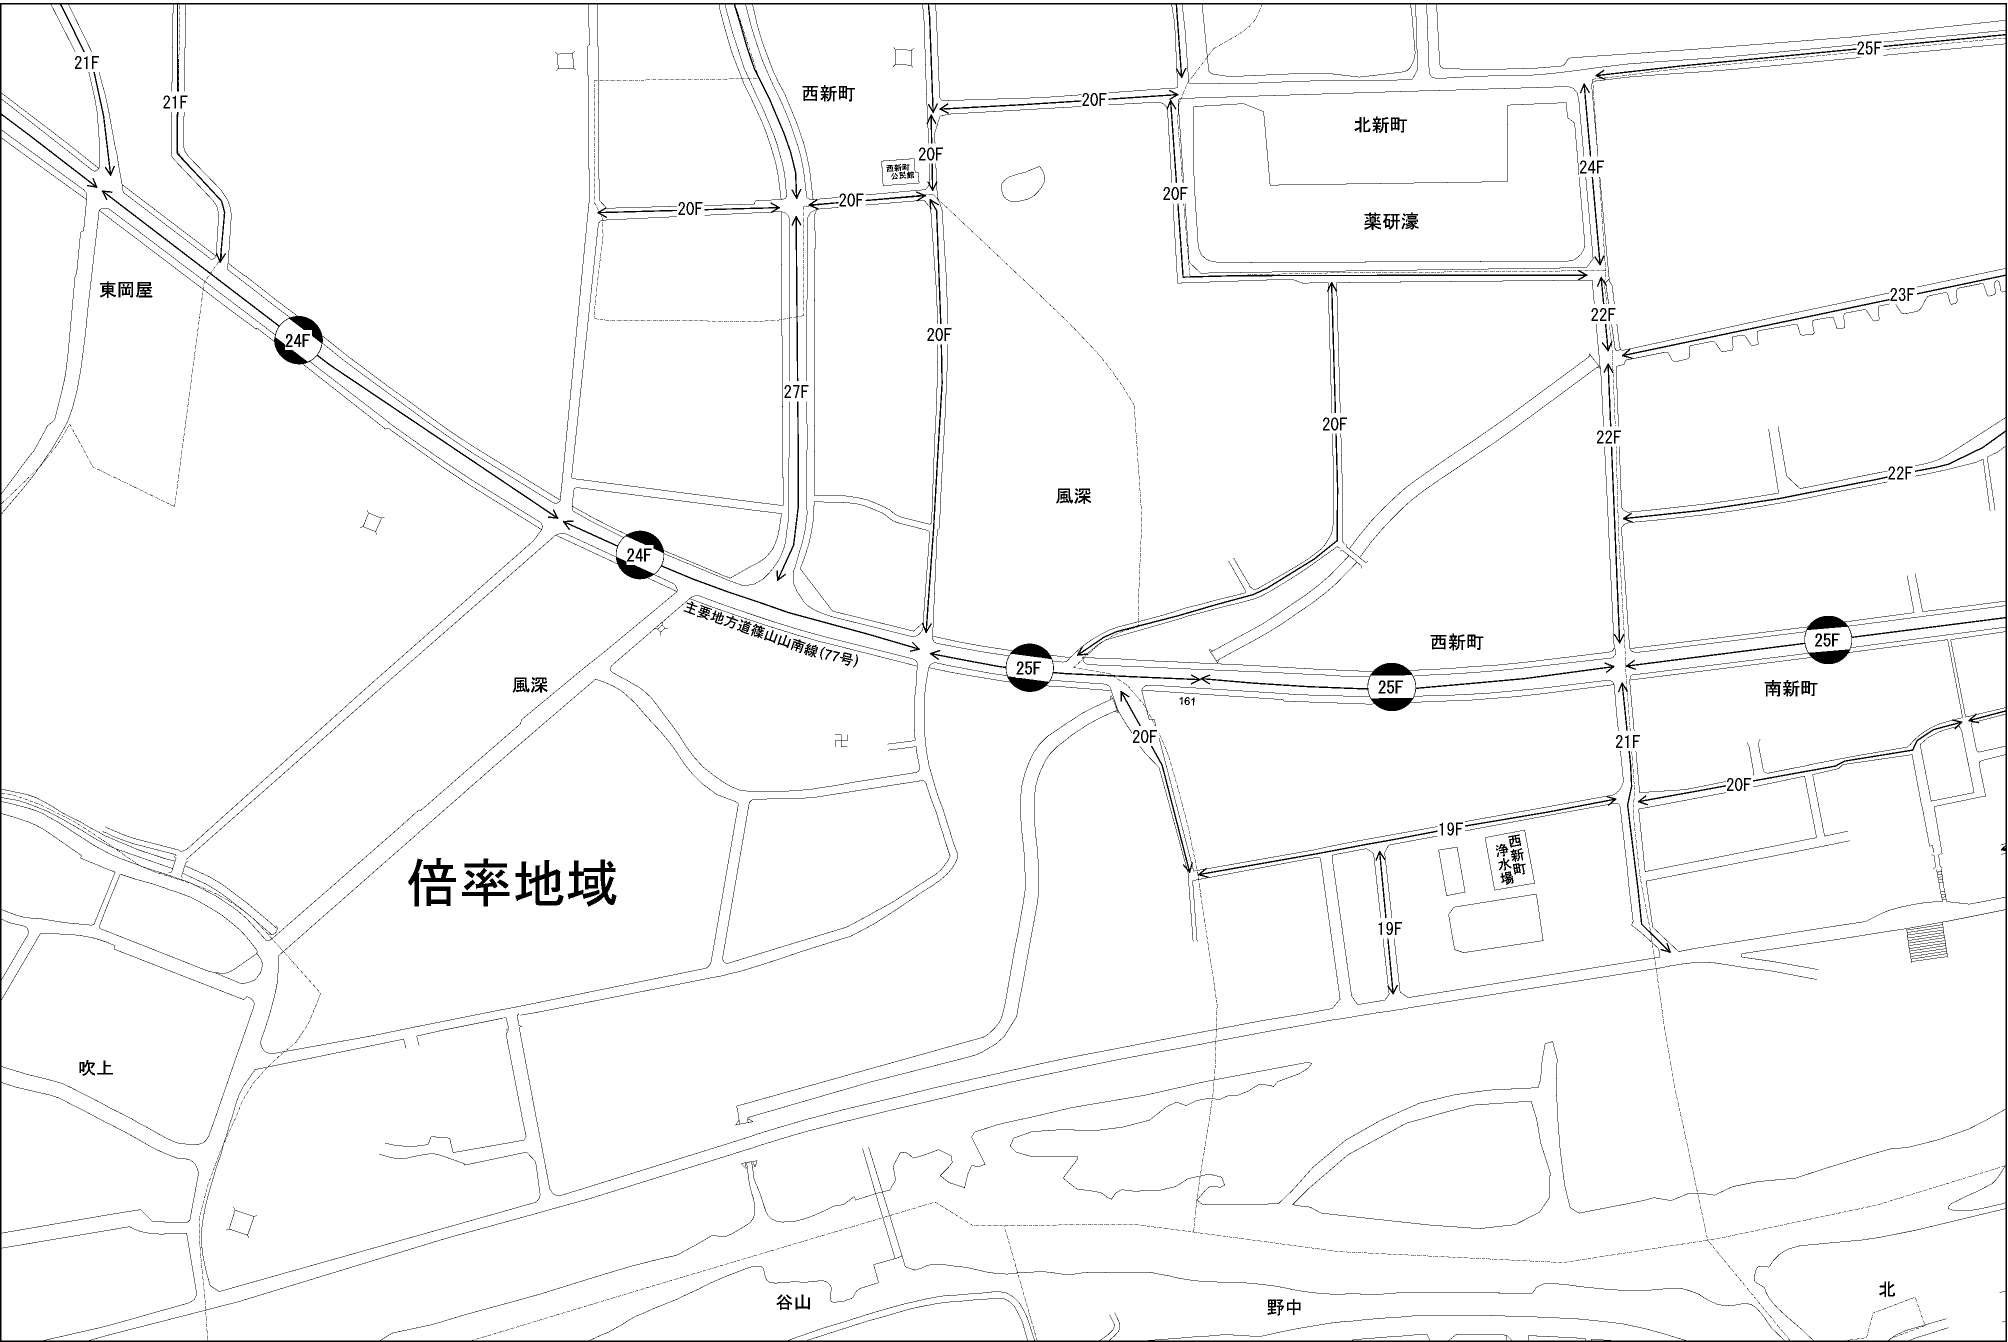 21F
25F
21F
西新町
20F
北新町
20F
24F
西新町
公民館
20F
20F
20F
薬研濠
東岡屋
23F
22F
24F
20F
27F
20F
22F
22F
風深
24F
主要地方道篠山山南線(77号)
25F
西新町
25F
風深
25F
南新町
161
20F
21F
20F
19F
西新町
浄水場
倍率地域
19F
吹上
谷山
野中
北